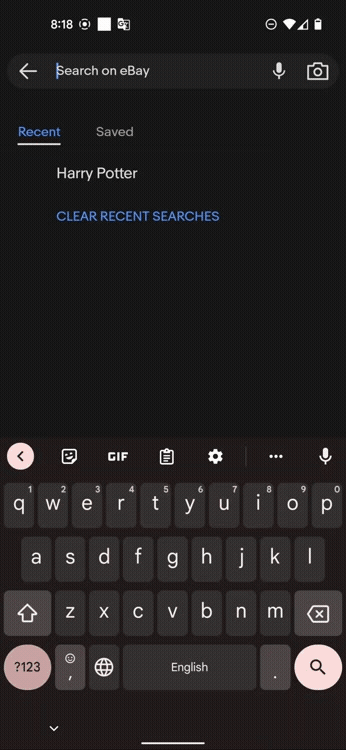 8:18
Search on eBay
Recent Saved
Harry Potter
CLEAR RECENT SEARCHES
GIF
1 2 3 4 5 6 7 8 9 0
q w e r t y u i o p
a s d f g h j k l
z x c v b n m
?123 , English .